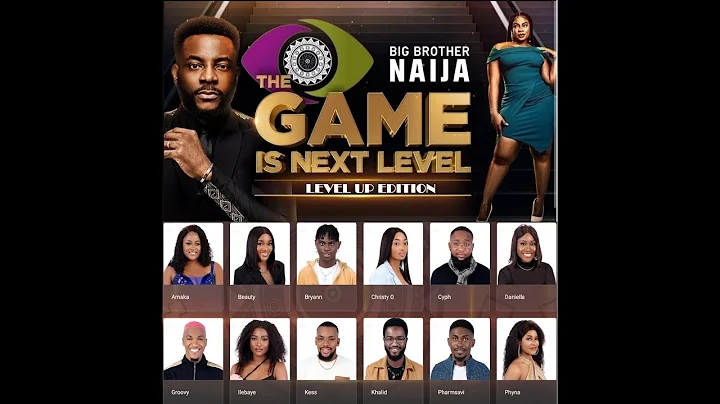 BIG BROTHER
NAIJA
THE
GAME
IS NEXT LEVEL
LEVEL UP EDITION
Amaka
Beauty
Bryann
Christy O
Cyph
Daniella
Groovy
Ilebaye
Kess
Khalid
Pharmsavi
Phyna